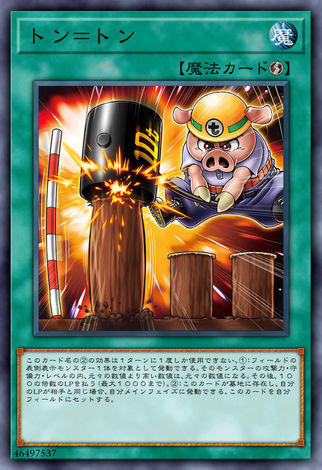 トン＝トン
魔
【魔法カード】
このカード名の②の効果は１ターンに１度しか使用できない。①：フィールドの
表側表示モンスター１体を対象として発動できる。そのモンスターの攻撃力・守
備力・レベルの内、元々の数値より高い数値は、元々の数値になる。その後、１０
０の倍数のLPを払う（最大１０００まで）。②：このカードが墓地に存在し、自分
のLPが相手と同じ場合、自分メインフェイズに発動できる。このカードを自分
フィールドにセットする。
46497537